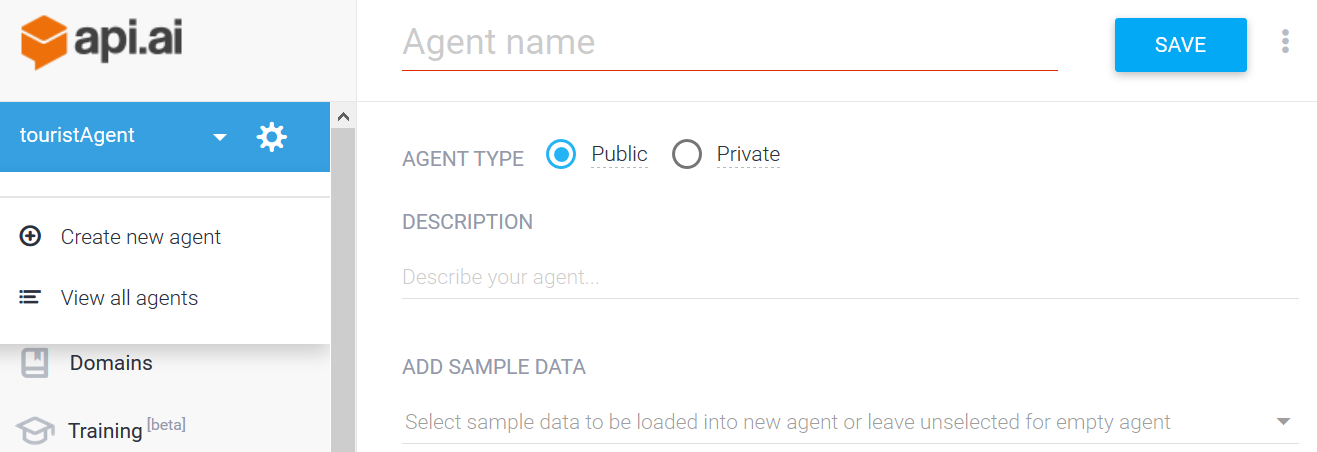 api.ai
Agent name
SAVE
touristAgent
Create new agent
View all agents
Domains
Training [beta]
AGENT TYPE Public Private
DESCRIPTION
Describe your agent...
ADD SAMPLE DATA
Select sample data to be loaded into new agent or leave unselected for empty agent